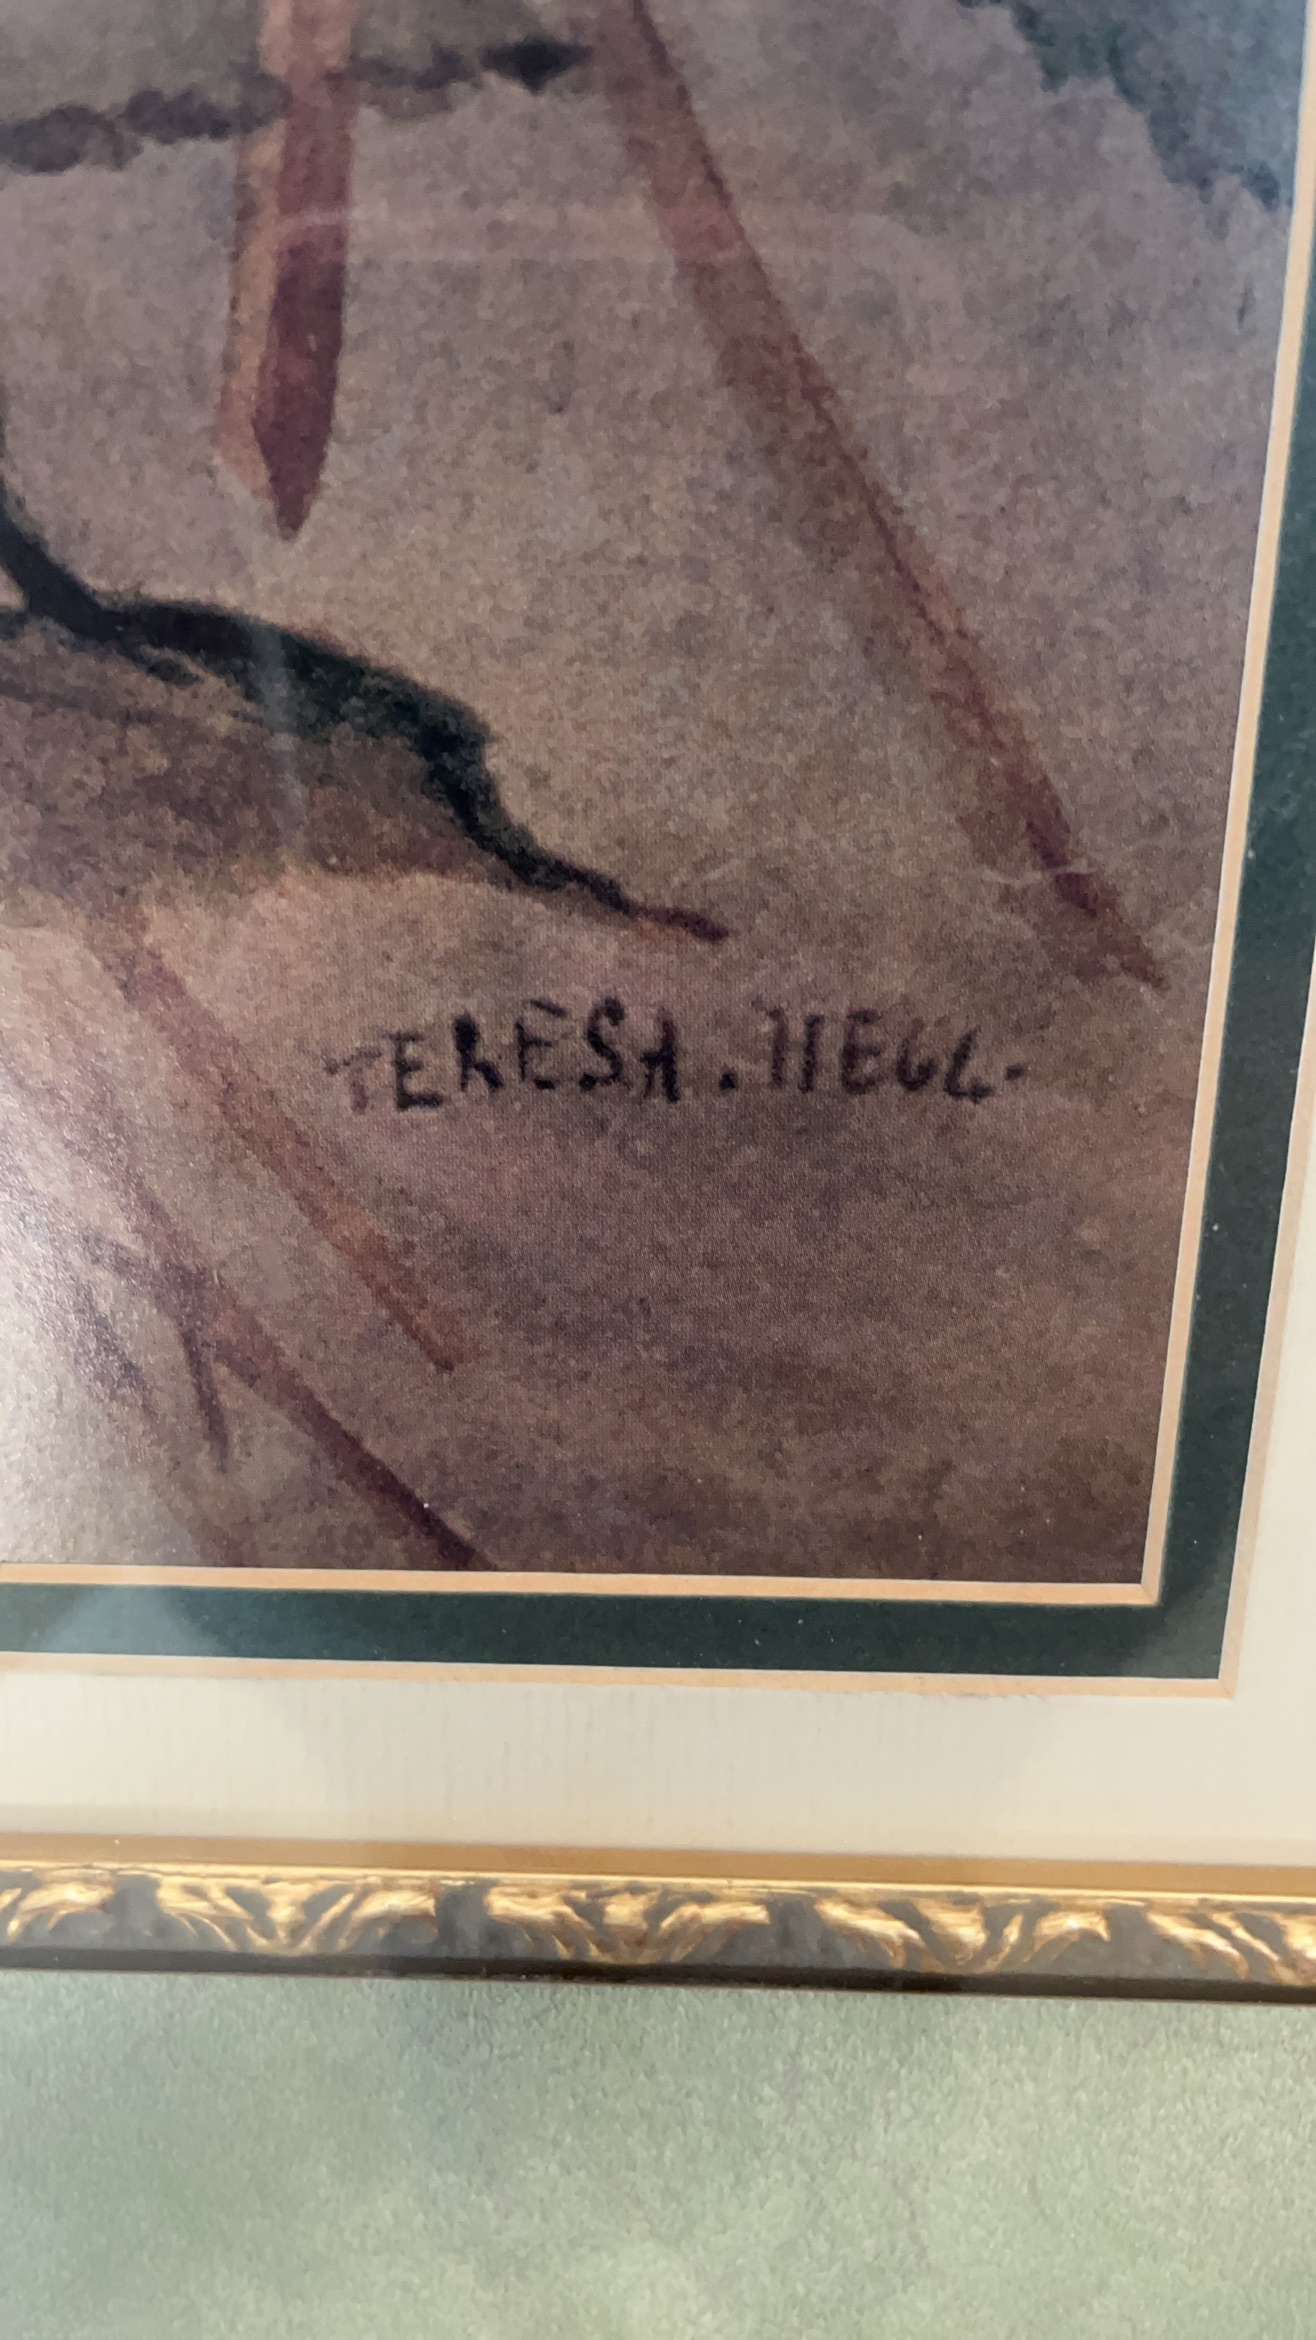 TERESA . HEGG.